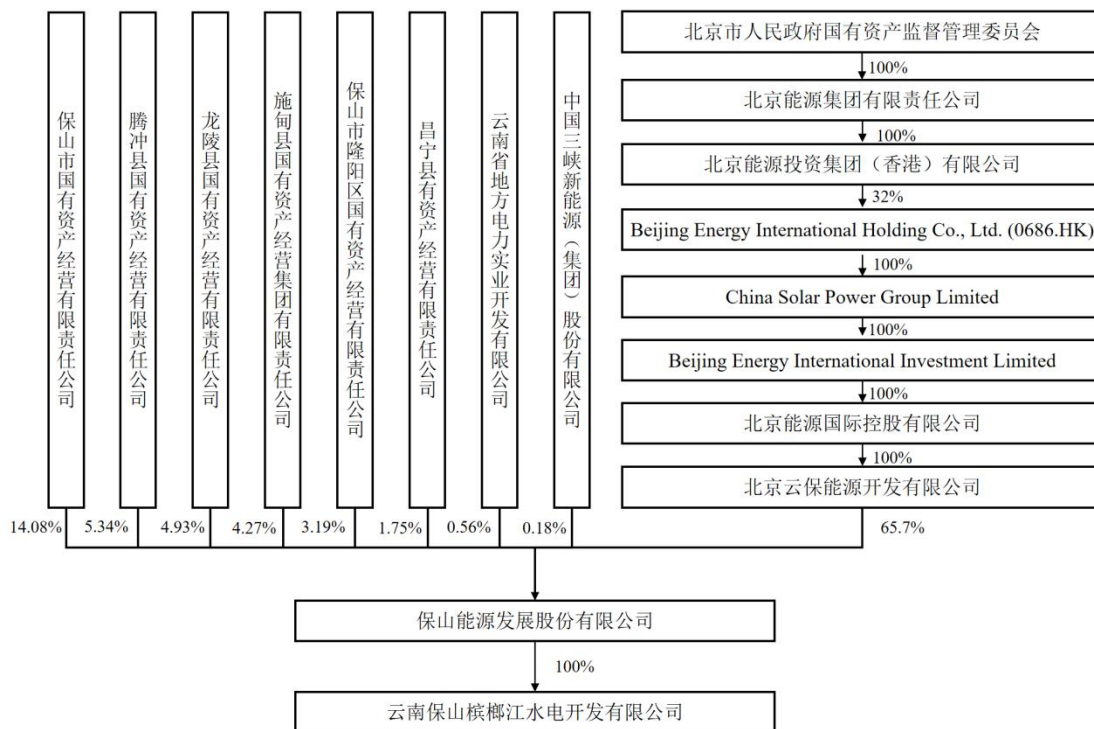 保山市国有资产经营有限责任公司
腾冲县国有资产经营有限责任公司
龙陵县国有资产经营有限责任公司
施甸县国有资产经营集团有限责任公司
保山市隆阳区国有资产经营有限责任公司
昌宁县有资产经营有限责任公司
云南省地方电力实业开发有限公司
中国三峡新能源（集团）股份有限公司
北京市人民政府国有资产监督管理委员会
100%
北京能源集团有限责任公司
100%
北京能源投资集团（香港）有限公司
32%
Beijing Energy International Holding Co., Ltd. (0686.HK)
100%
China Solar Power Group Limited
100%
Beijing Energy International Investment Limited
100%
北京能源国际控股有限公司
100%
北京云保能源开发有限公司
14.08%
5.34%
4.93%
4.27%
3.19%
1.75%
0.56%
0.18%
65.7%
保山能源发展股份有限公司
100%
云南保山槟榔江水电开发有限公司